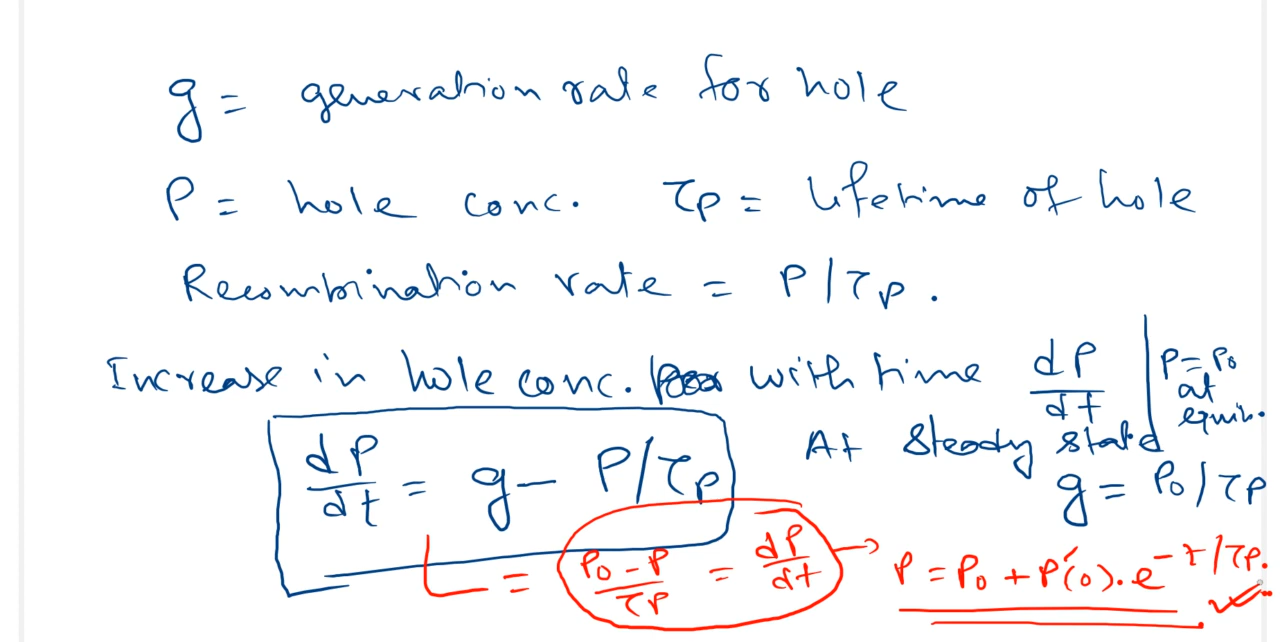 g = generation rate for hole
P = hole conc. τp = lifetime of hole
Recombination rate = P/τp.
Increase in hole conc. with time dP/dt | P = P₀ at equib.
dP/dt = g - P/τp
At steady state
g = P₀/τp
= (P₀ - P)/τp = dP/dt → P = P₀ + P'(0).e^(-t/τp).